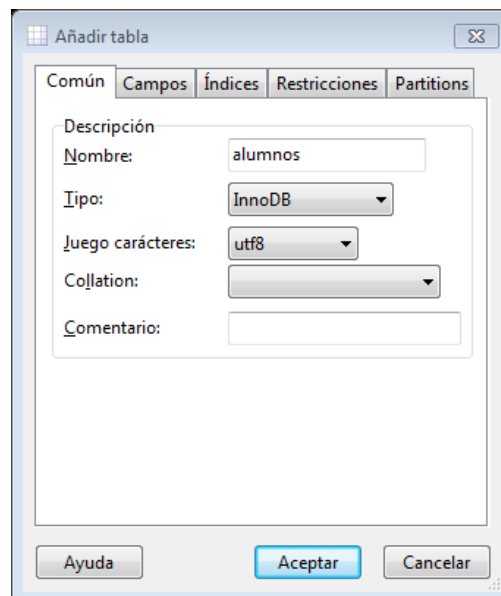 Añadir tabla
Común Campos Índices Restricciones Partitions
Descripción
Nombre: alumnos
Tipo: InnoDB
Juego carácteres: utf8
Collation:
Comentario:
Ayuda Aceptar Cancelar